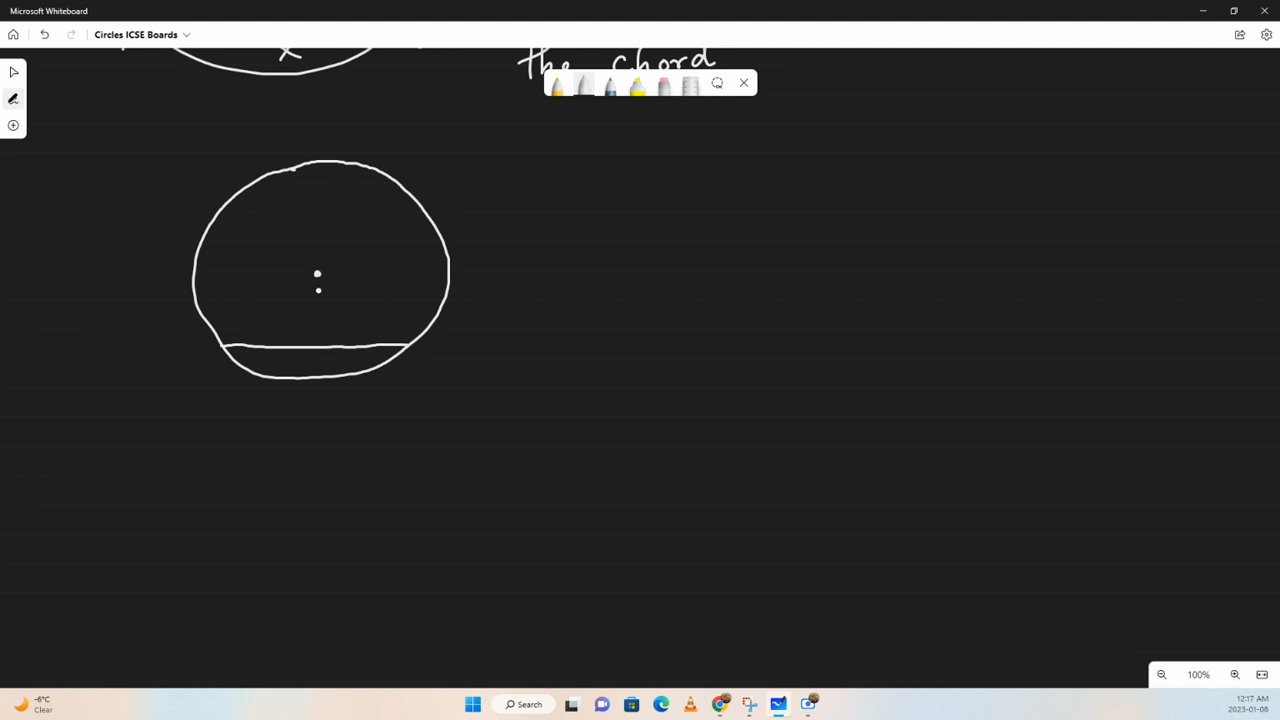 Microsoft Whiteboard
Circles ICSE Boards
the chord
100%
-6°C
Clear
Search
12:17 AM
2023-01-08